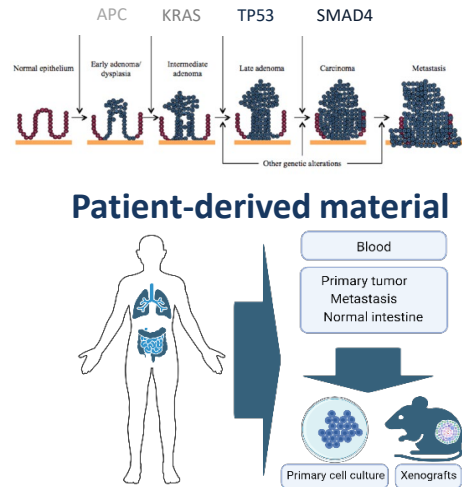 APC KRAS TP53 SMAD4
Normal epithelium
Early adenoma/
dysplasia
Intermediate
adenoma
Late adenoma
Carcinoma
Metastasis
Other genetic alterations
Patient-derived material
Blood
Primary tumor
Metastasis
Normal intestine
Primary cell culture
Xenografts